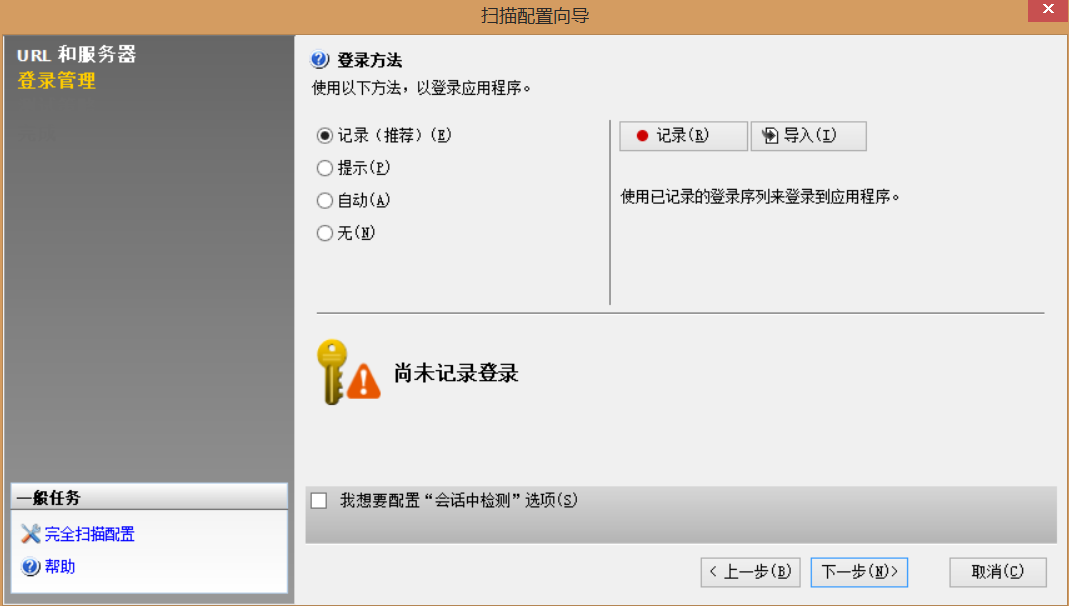 扫描配置向导
URL 和服务器
登录管理
登录方法
使用以下方法，以登录应用程序。
记录（推荐）(E)
提示(P)
自动(A)
无(N)
记录(R)
导入(I)
使用已记录的登录序列来登录到应用程序。
尚未记录登录
一般任务
完全扫描配置
帮助
我想要配置“会话中检测”选项(S)
< 上一步(B)
下一步(N)>
取消(C)